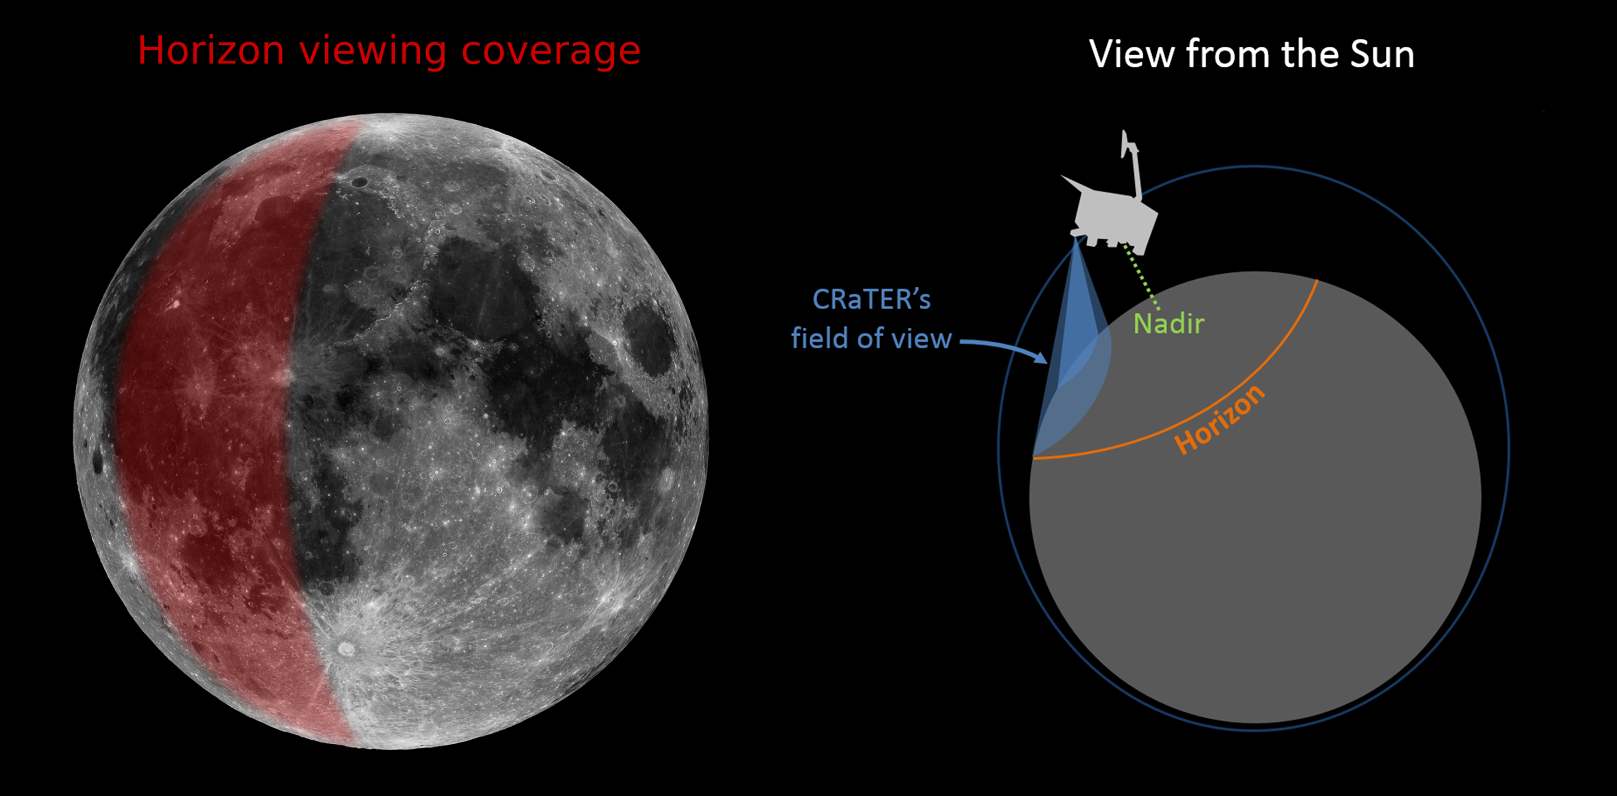 Horizon viewing coverage
View from the Sun
CRaTER’s
field of view
Nadir
Horizon